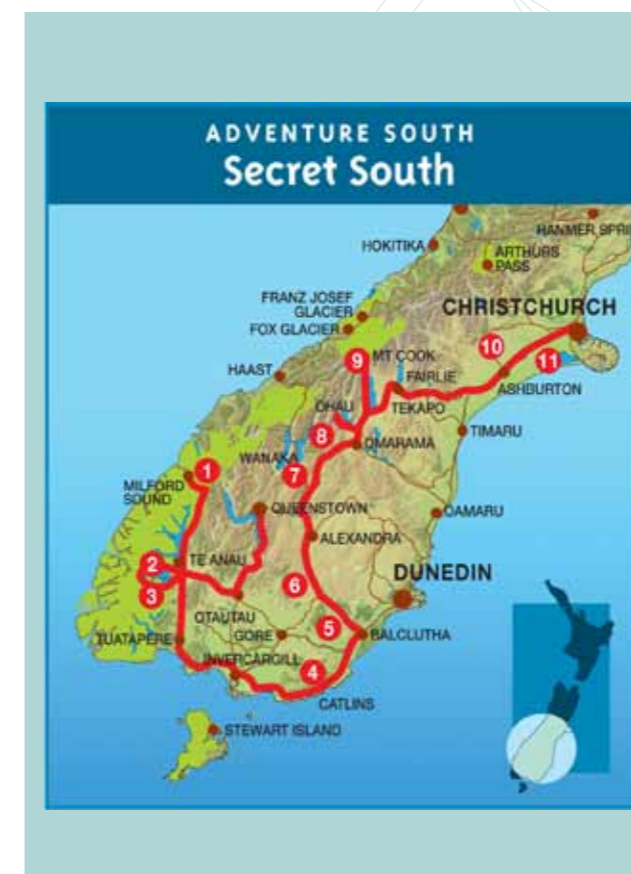 ADVENTURE SOUTH
Secret South
HANMER SPRI
HOKITIKA
ARTHURS
PASS
FRANZ JOSEF
GLACIER
FOX GLACIER
CHRISTCHURCH
10
9
MT COOK
11
HAAST
FAIRLIE
ASHBURTON
OHAU
TEKAPO
8
TIMARU
OMARAMA
WANAKA
1
7
MILFORD
SOUND
QUEENSTOWN
OAMARU
ALEXANDRA
2
TE ANAU
DUNEDIN
3
6
OTAUTAU
5
TUATAPERE
GORE
BALCLUTHA
INVERCARGILL
4
CATLINS
STEWART ISLAND